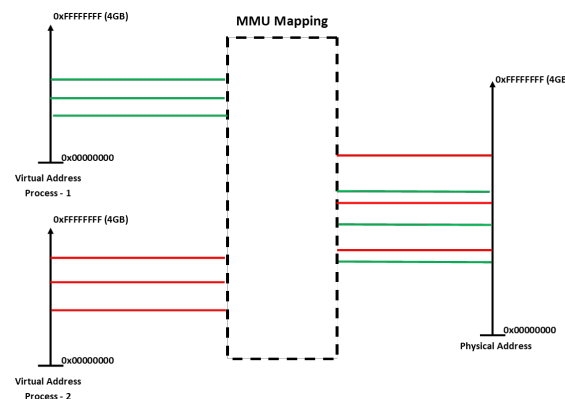 MMU Mapping
0xFFFFFFFF (4GB)
0x00000000
Virtual Address
Process - 1
0xFFFFFFFF (4GB)
0x00000000
Virtual Address
Process - 2
0xFFFFFFFF (4GB
0x00000000
Physical Address